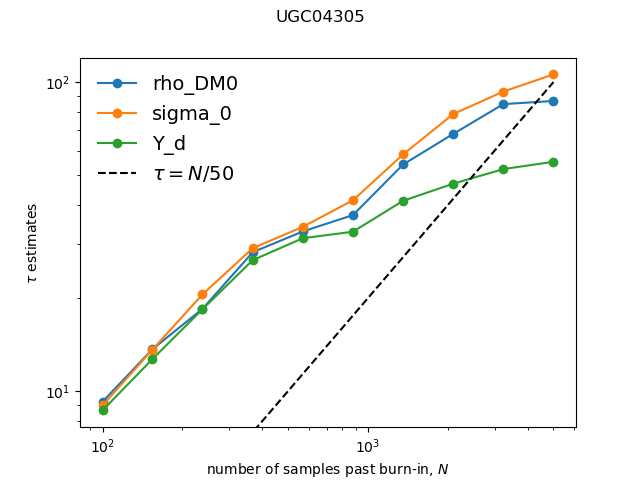 UGC04305
10²
10¹
τ estimates
rho_DM0
sigma_0
Y_d
τ = N/50
10²
10³
number of samples past burn-in, N